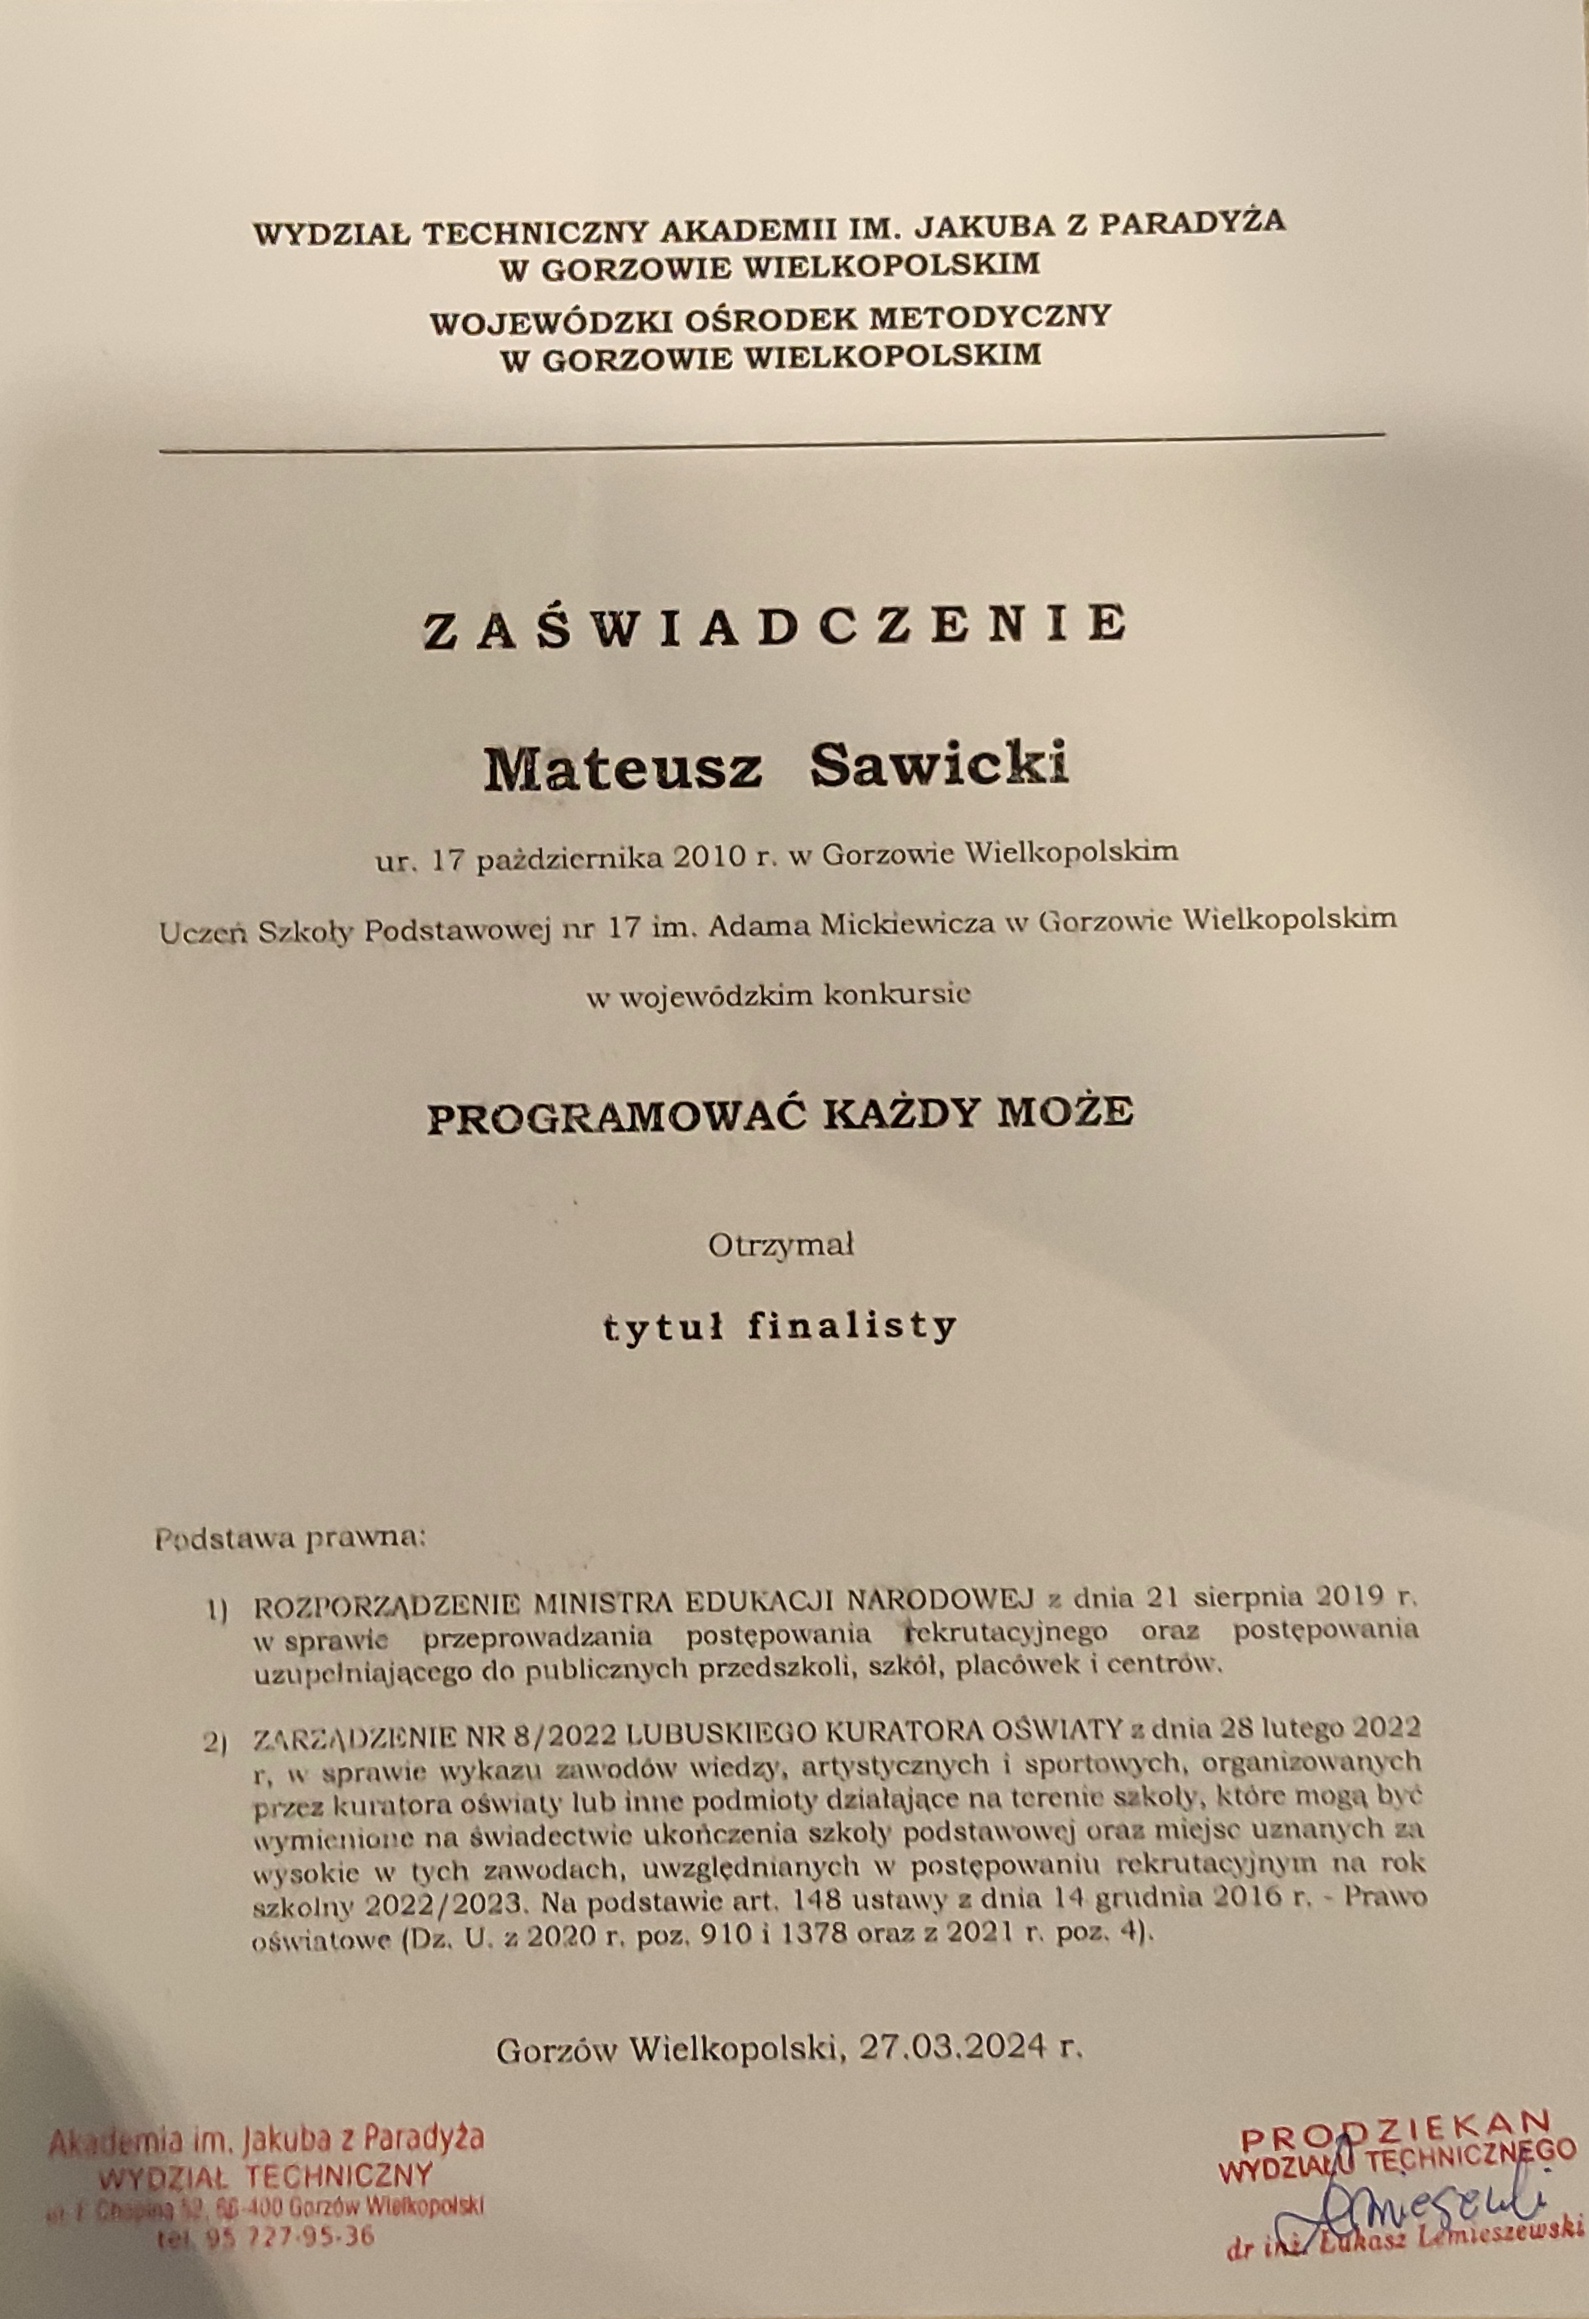 WYDZIAŁ TECHNICZNY AKADEMII IM. JAKUBA Z PARADYŻA
W GORZOWIE WIELKOPOLSKIM
WOJEWÓDZKI OŚRODEK METODYCZNY
W GORZOWIE WIELKOPOLSKIM
ZAŚWIADCZENIE
Mateusz Sawicki
ur. 17 października 2010 r. w Gorzowie Wielkopolskim
Uczeń Szkoły Podstawowej nr 17 im. Adama Mickiewicza w Gorzowie Wielkopolskim
w wojewódzkim konkursie
PROGRAMOWAĆ KAŻDY MOŻE
Otrzymał
tytuł finalisty
Podstawa prawna:
1) ROZPORZĄDZENIE MINISTRA EDUKACJI NARODOWEJ z dnia 21 sierpnia 2019 r.
w sprawie przeprowadzania postępowania rekrutacyjnego oraz postępowania
uzupełniającego do publicznych przedszkoli, szkół, placówek i centrów.
2) ZARZĄDZENIE NR 8/2022 LUBUSKIEGO KURATORA OŚWIATY z dnia 28 lutego 2022
r, w sprawie wykazu zawodów wiedzy, artystycznych i sportowych, organizowanych
przez kuratora oświaty lub inne podmioty działające na terenie szkoły, które mogą być
wymienione na świadectwie ukończenia szkoły podstawowej oraz miejsc uznanych za
wysokie w tych zawodach, uwzględnianych w postępowaniu rekrutacyjnym na rok
szkolny 2022/2023. Na podstawie art. 148 ustawy z dnia 14 grudnia 2016 r. - Prawo
oświatowe (Dz. U. z 2020 r. poz. 910 i 1378 oraz z 2021 r. poz. 4).
Gorzów Wielkopolski, 27.03.2024 r.
Akademia im. Jakuba z Paradyża
WYDZIAŁ TECHNICZNY
ul. F. Chopina 52, 66-400 Gorzów Wielkopolski
tel. 95 727-95-36
PRODZIEKAN
WYDZIAŁU TECHNICZNEGO
dr inż. Łukasz Lemieszewski